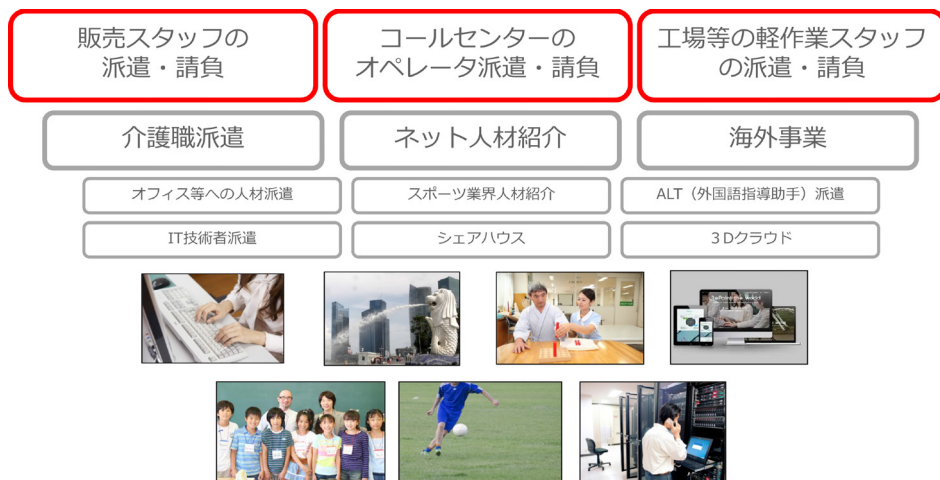 販売スタッフの
派遣・請負
コールセンターの
オペレータ派遣・請負
工場等の軽作業スタッフ
の派遣・請負
介護職派遣
ネット人材紹介
海外事業
オフィス等への人材派遣
スポーツ業界人材紹介
ALT（外国語指導助手）派遣
IT技術者派遣
シェアハウス
３Dクラウド